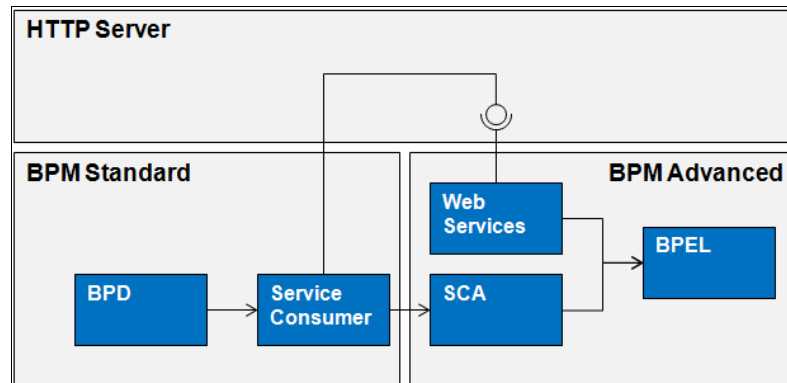 HTTP Server
BPM Standard
BPM Advanced
Web
Services
BPEL
BPD
Service
Consumer
SCA